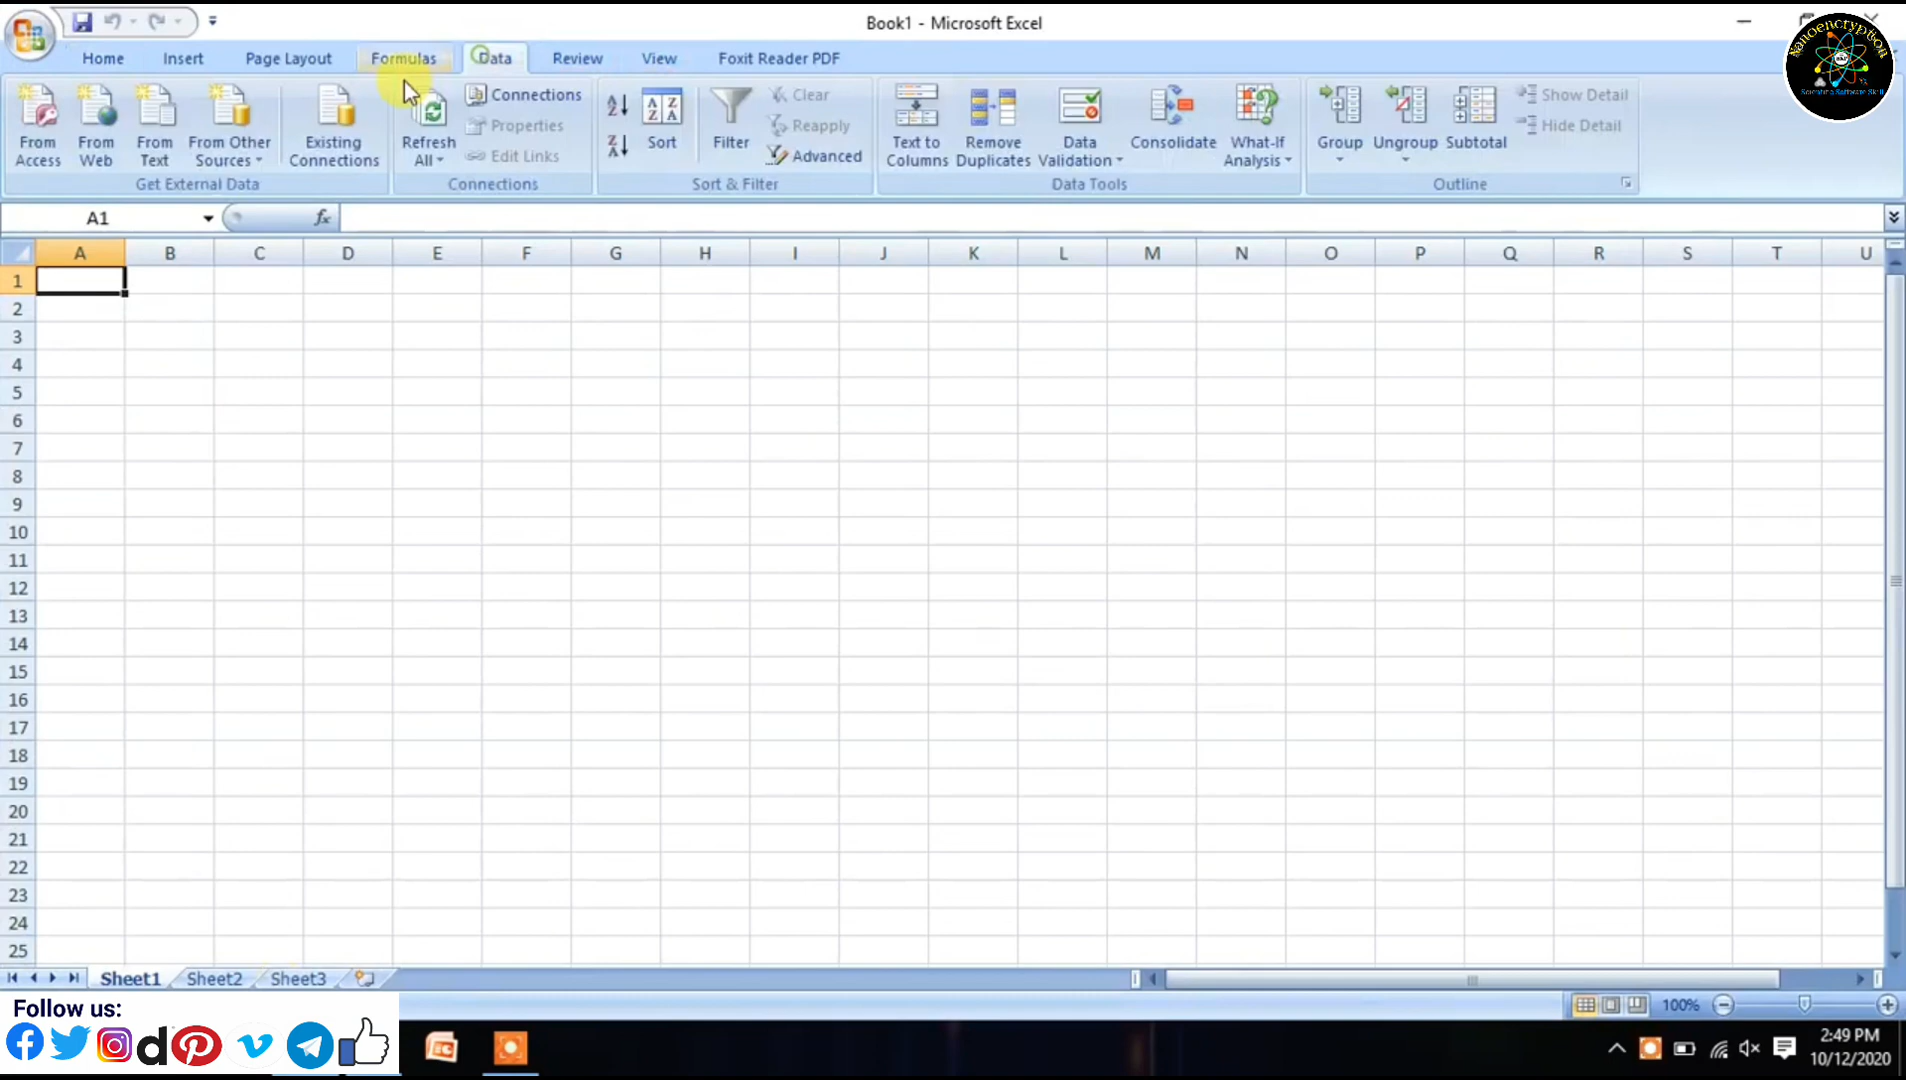 Book1 - Microsoft Excel
Home Insert Page Layout Formulas Data Review View Foxit Reader PDF
From Access
From Web
From Text
From Other Sources
Existing Connections
Get External Data
Refresh All
Connections
Properties
Edit Links
Connections
Sort
Filter
Clear
Reapply
Advanced
Sort & Filter
Text to Columns
Remove Duplicates
Data Validation
Consolidate
What-If Analysis
Data Tools
Group
Ungroup
Subtotal
Show Detail
Hide Detail
Outline
Nanoencryption
Scientific Software Skill
A1
fx
A B C D E F G H I J K L M N O P Q R S T U
1
2
3
4
5
6
7
8
9
10
11
12
13
14
15
16
17
18
19
20
21
22
23
24
25
Sheet1 Sheet2 Sheet3
100%
Follow us:
2:49 PM
10/12/2020